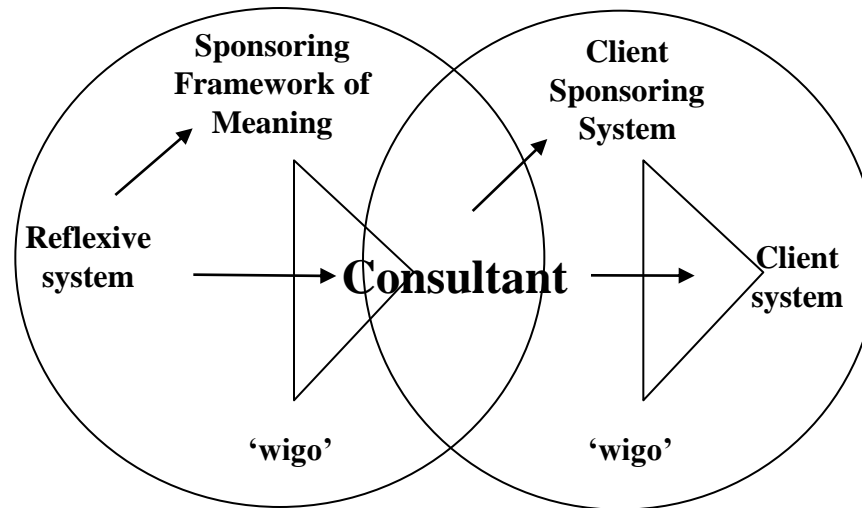 Sponsoring
Framework of
Meaning
Client
Sponsoring
System
Reflexive
system
Consultant
Client
system
‘wigo’
‘wigo’